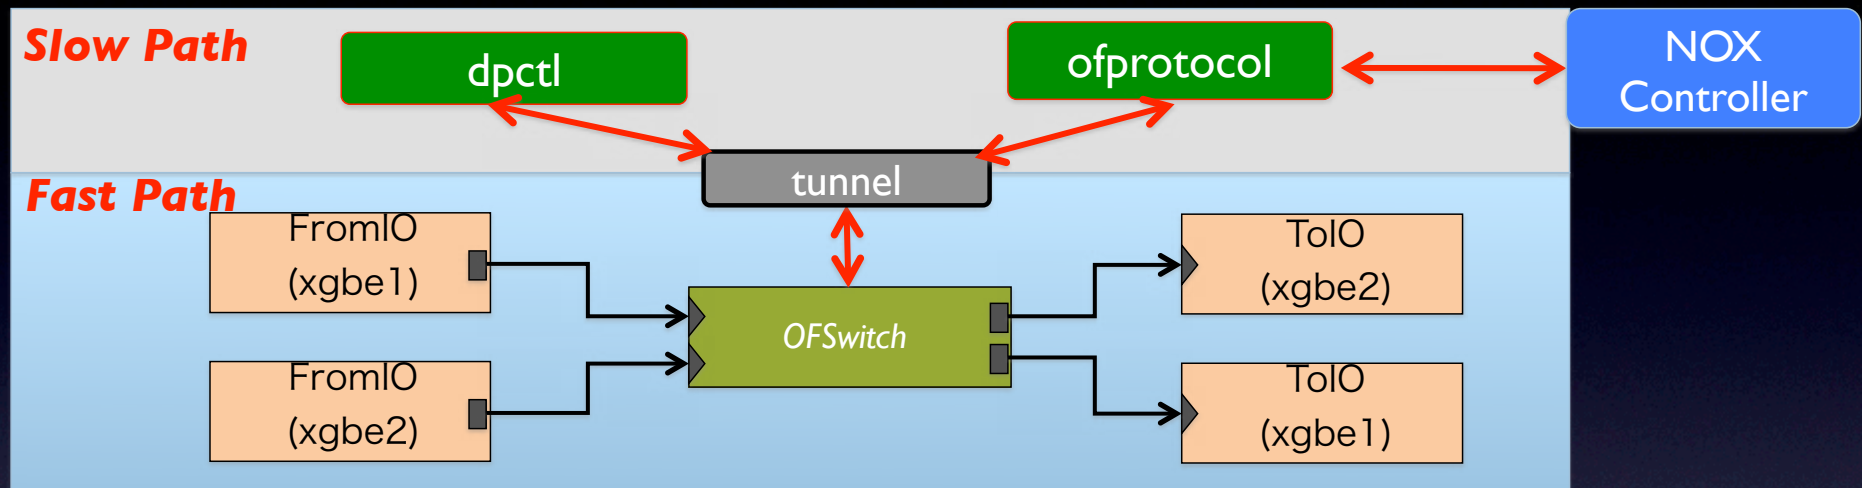 Slow Path
dpctl
ofprotocol
NOX
Controller
tunnel
Fast Path
FromIO
(xgbe1)
ToIO
(xgbe2)
OFSwitch
FromIO
(xgbe2)
ToIO
(xgbe1)